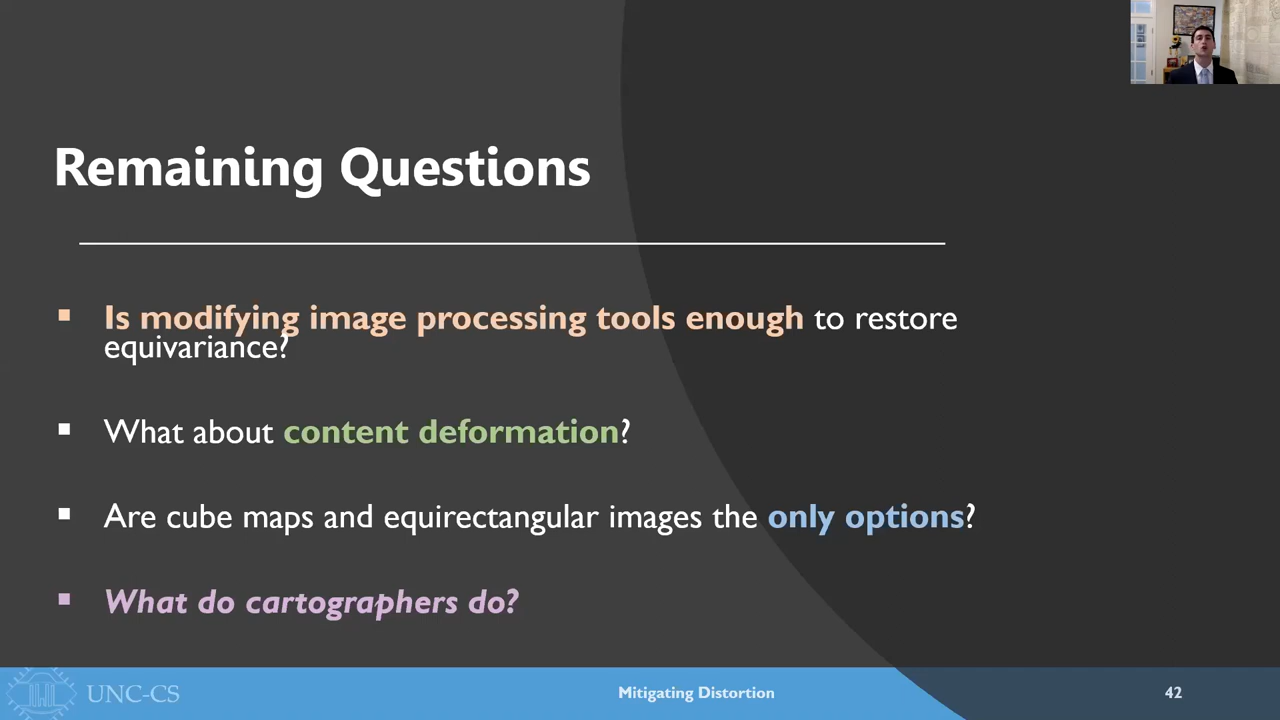 Remaining Questions
Is modifying image processing tools enough to restore
equivariance?
What about content deformation?
Are cube maps and equirectangular images the only options?
What do cartographers do?
UNC-CS
Mitigating Distortion
42